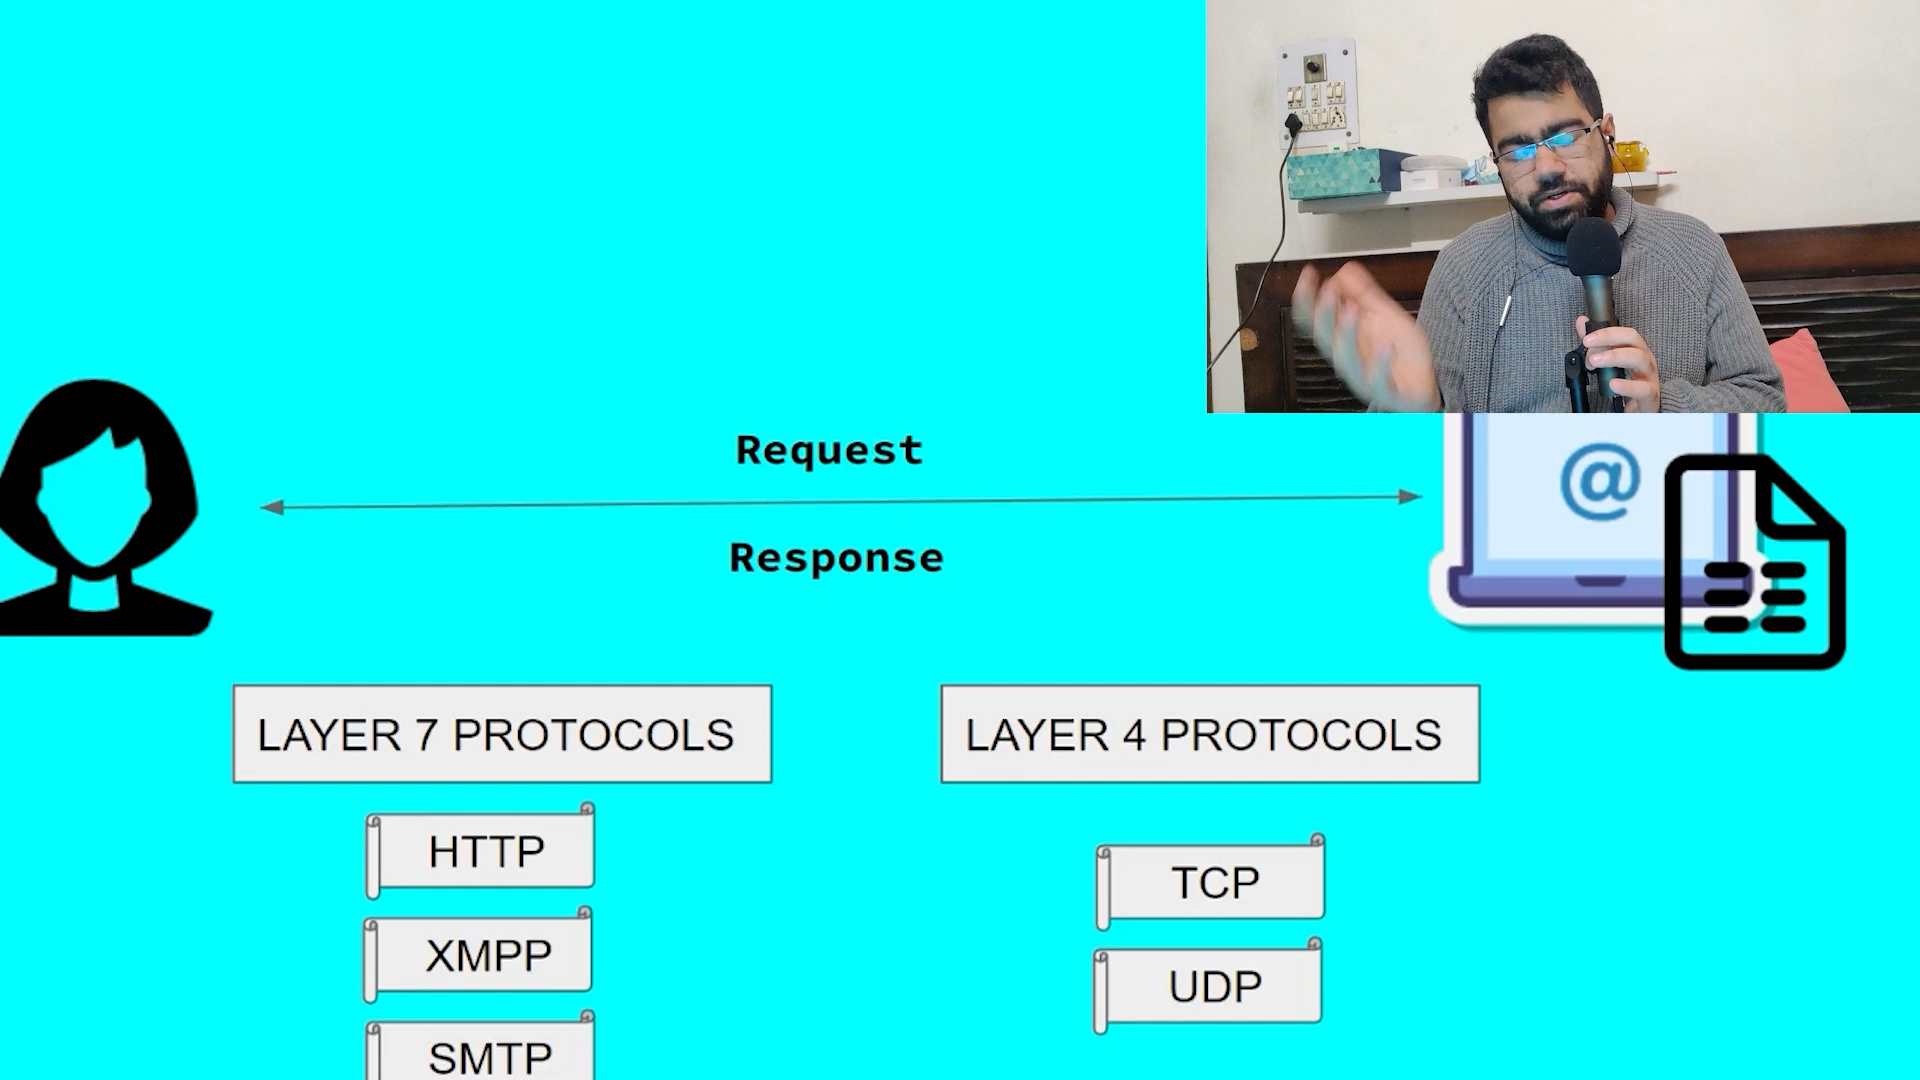 @
Request
Response
LAYER 7 PROTOCOLS
LAYER 4 PROTOCOLS
HTTP
TCP
XMPP
UDP
SMTP